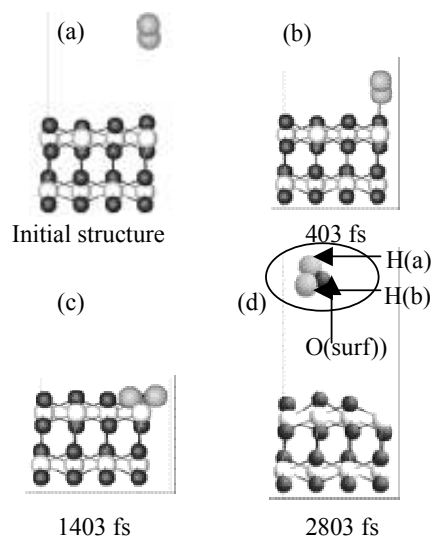 (a)
(b)
Initial structure
403 fs
H(a)
H(b)
(c)
(d)
O(surf))
1403 fs
2803 fs